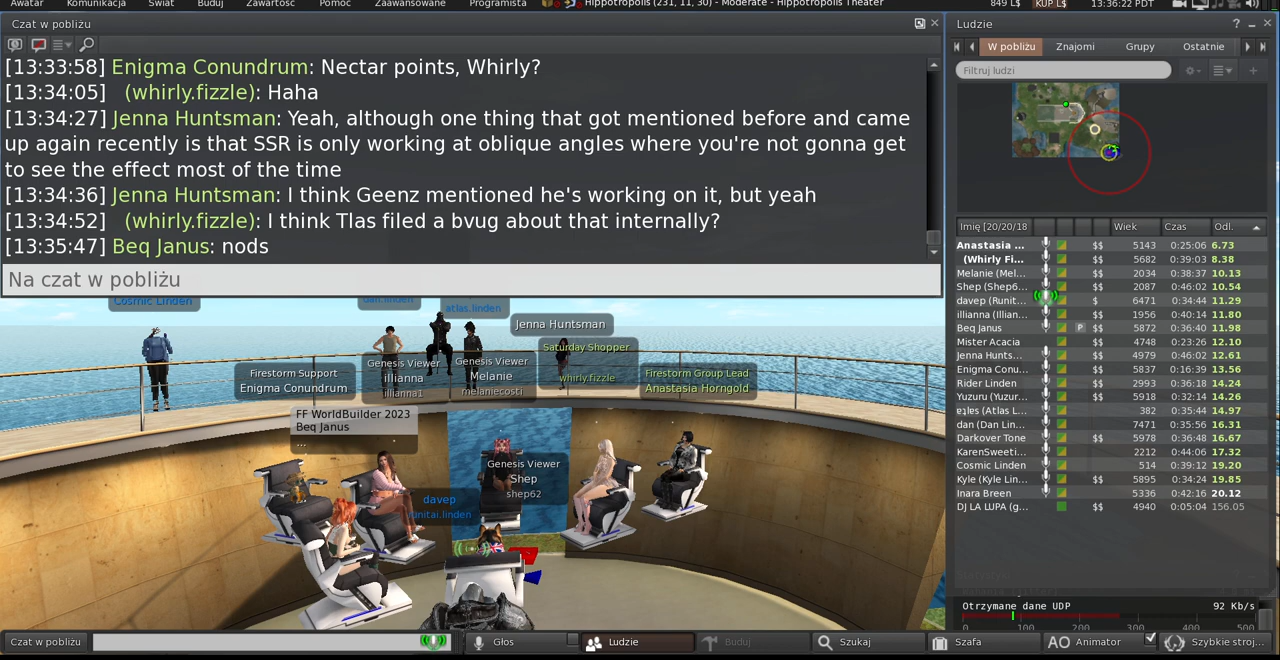 Awatar Komunikacja Świat Buduj Zawartość Pomoc Zaawansowane Programista Hippotropolis (231, 11, 30) - Moderate - Hippotropolis Theater 849 L$ KUP L$ 13:36:22 PDT
Czat w pobliżu
[13:33:58] Enigma Conundrum: Nectar points, Whirly?
[13:34:05] (whirly.fizzle): Haha
[13:34:27] Jenna Huntsman: Yeah, although one thing that got mentioned before and came
up again recently is that SSR is only working at oblique angles where you're not gonna get
to see the effect most of the time
[13:34:36] Jenna Huntsman: I think Geenz mentioned he's working on it, but yeah
[13:34:52] (whirly.fizzle): I think Tlas filed a bvug about that internally?
[13:35:47] Beq Janus: nods
Na czat w pobliżu
Cosmic Linden
dan.linden
atlas.linden
Jenna Huntsman
Saturday Shopper
whirly.fizzle
Genesis Viewer
illianna
illianna1
Genesis Viewer
Melanie
melaniecosti
Firestorm Support
Enigma Conundrum
Firestorm Group Lead
Anastasia Horngold
FF WorldBuilder 2023
Beq Janus
...
Genesis Viewer
Shep
shep62
davep
runitai.linden
Ludzie
? _ ×
W pobliżu Znajomi Grupy Ostatnie
Filtruj ludzi
Imię [20/20/18 Wiek Czas Odl.
Anastasia ... $$ 5143 0:25:06 6.73
(Whirly Fi... $$ 5682 0:39:03 8.38
Melanie (Mel... $$ 2034 0:38:37 10.13
Shep (Shep6... $$ 2087 0:46:02 10.54
davep (Runit... $ 6471 0:34:44 11.29
illianna (Illian... $$ 1956 0:40:14 11.80
Beq Janus P $$ 5872 0:36:40 11.98
Mister Acacia $$ 4748 0:23:26 12.10
Jenna Hunts... $$ 4979 0:46:02 12.61
Enigma Conu... $$ 5837 0:16:39 13.56
Rider Linden $$ 2993 0:36:18 14.24
Yuzuru (Yuzur... $$ 5918 0:32:14 14.26
(Atlas L... 382 0:35:44 14.97
dan (Dan Lin... 7471 0:35:56 16.31
Darkover Tone $$ 5978 0:36:48 16.67
KarenSweeti... 2212 0:44:06 17.32
Cosmic Linden 514 0:39:12 19.20
Kyle (Kyle Lin... $$ 5895 0:34:24 19.85
Inara Breen 5336 0:42:16 20.12
DJ LA LUPA (g... $$ 4940 0:05:04 156.05
Otrzymane dane UDP 92 Kb/s
0 100 200 300 400 500
Czat w pobliżu Głos Ludzie Buduj Szukaj Szafa AO Animator Szybkie stroj...